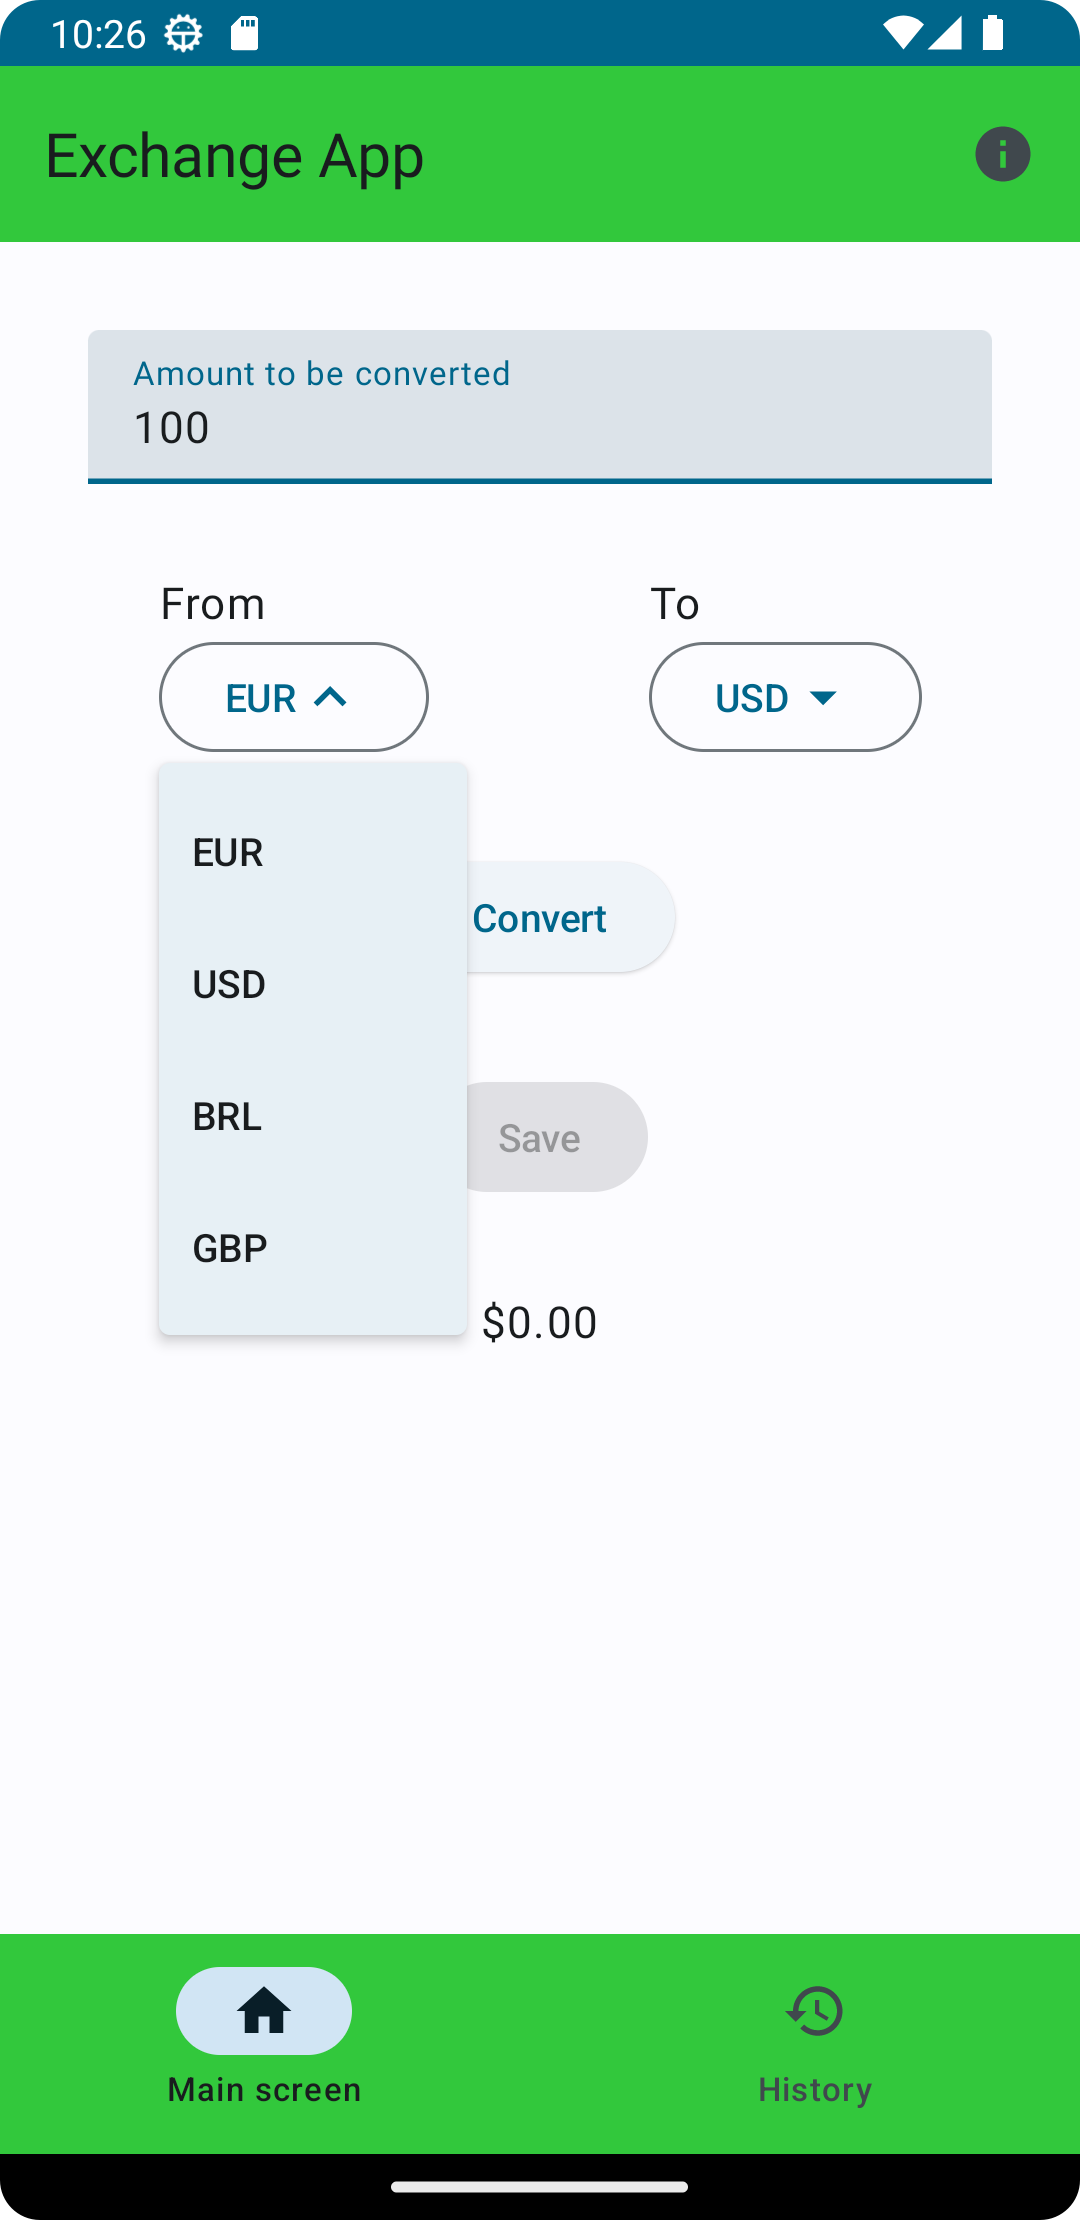 10:26
Exchange App
Amount to be converted
100
From
To
EUR
USD
EUR
Convert
USD
BRL
Save
GBP
$0.00
Main screen
History